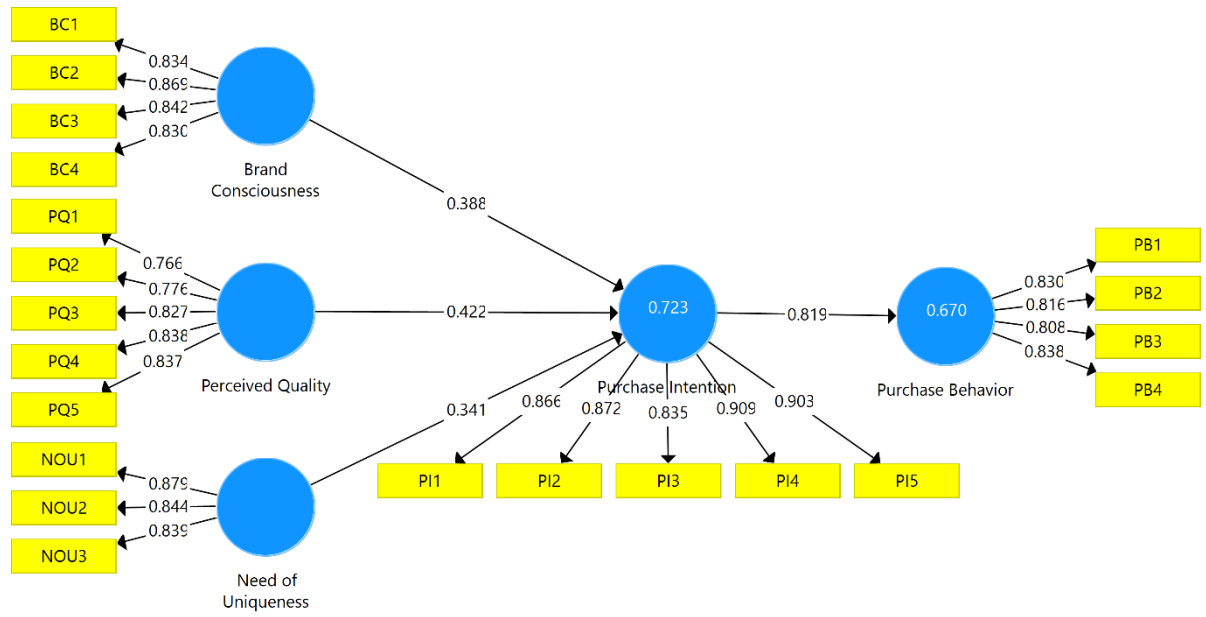 BC1
0.834
BC2
0.869
BC3
0.842
BC4
0.830
Brand
Consciousness
0.388
PQ1
0.766
PQ2
0.776
PQ3
0.827
PQ4
0.838
PQ5
0.837
Perceived Quality
0.422
NOU1
0.879
NOU2
0.844
NOU3
0.839
Need of
Uniqueness
0.341
0.723
Purchase Intention
0.866
0.872
0.835
0.909
0.903
PI1
PI2
PI3
PI4
PI5
0.819
0.670
Purchase Behavior
0.830
PB1
0.816
PB2
0.808
PB3
0.838
PB4